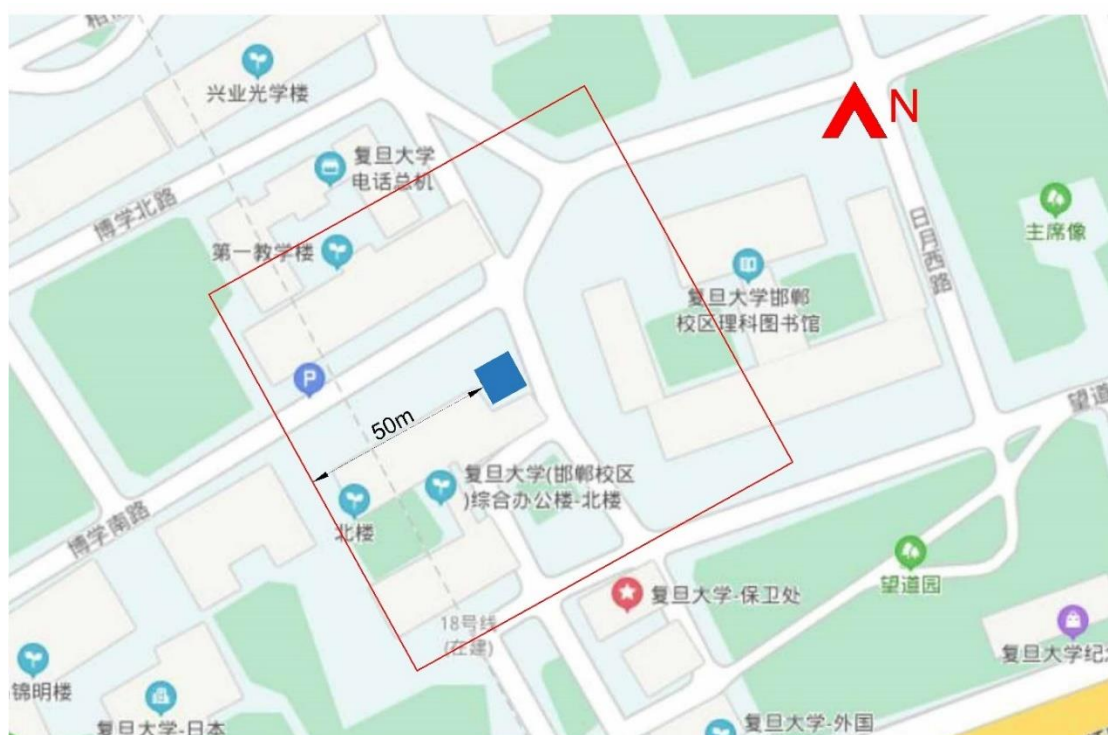 兴业光学楼
N
复旦大学
电话总机
博学北路
主席像
日月西路
第一教学楼
复旦大学邯郸
校区理科图书馆
P
50m
望道
复旦大学(邯郸校区
)综合办公楼-北楼
北楼
博学南路
望道园
复旦大学-保卫处
18号线
(在建)
复旦大学纪
锦明楼
复旦大学-日本
复旦大学-外国